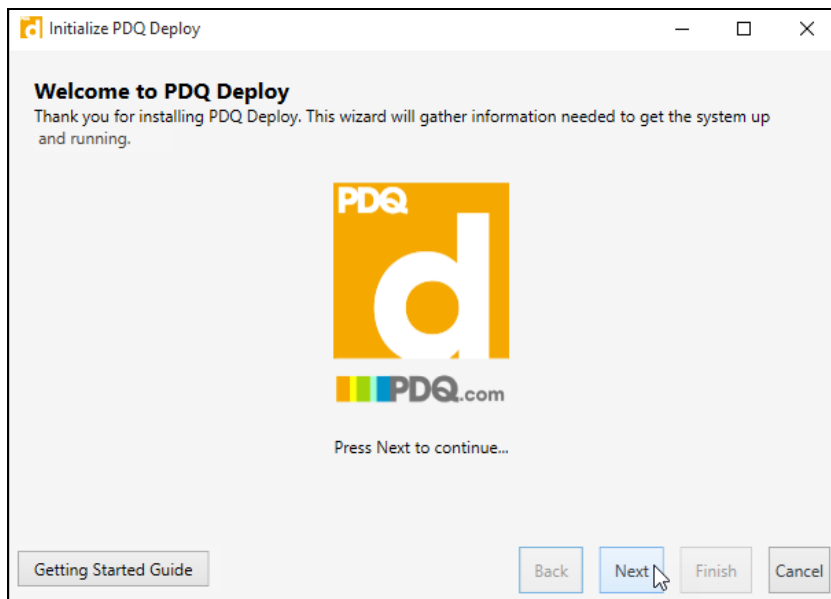 d Initialize PDQ Deploy
Welcome to PDQ Deploy
Thank you for installing PDQ Deploy. This wizard will gather information needed to get the system up
and running.
PDQ
d
PDQ.com
Press Next to continue...
Getting Started Guide Back Next Finish Cancel